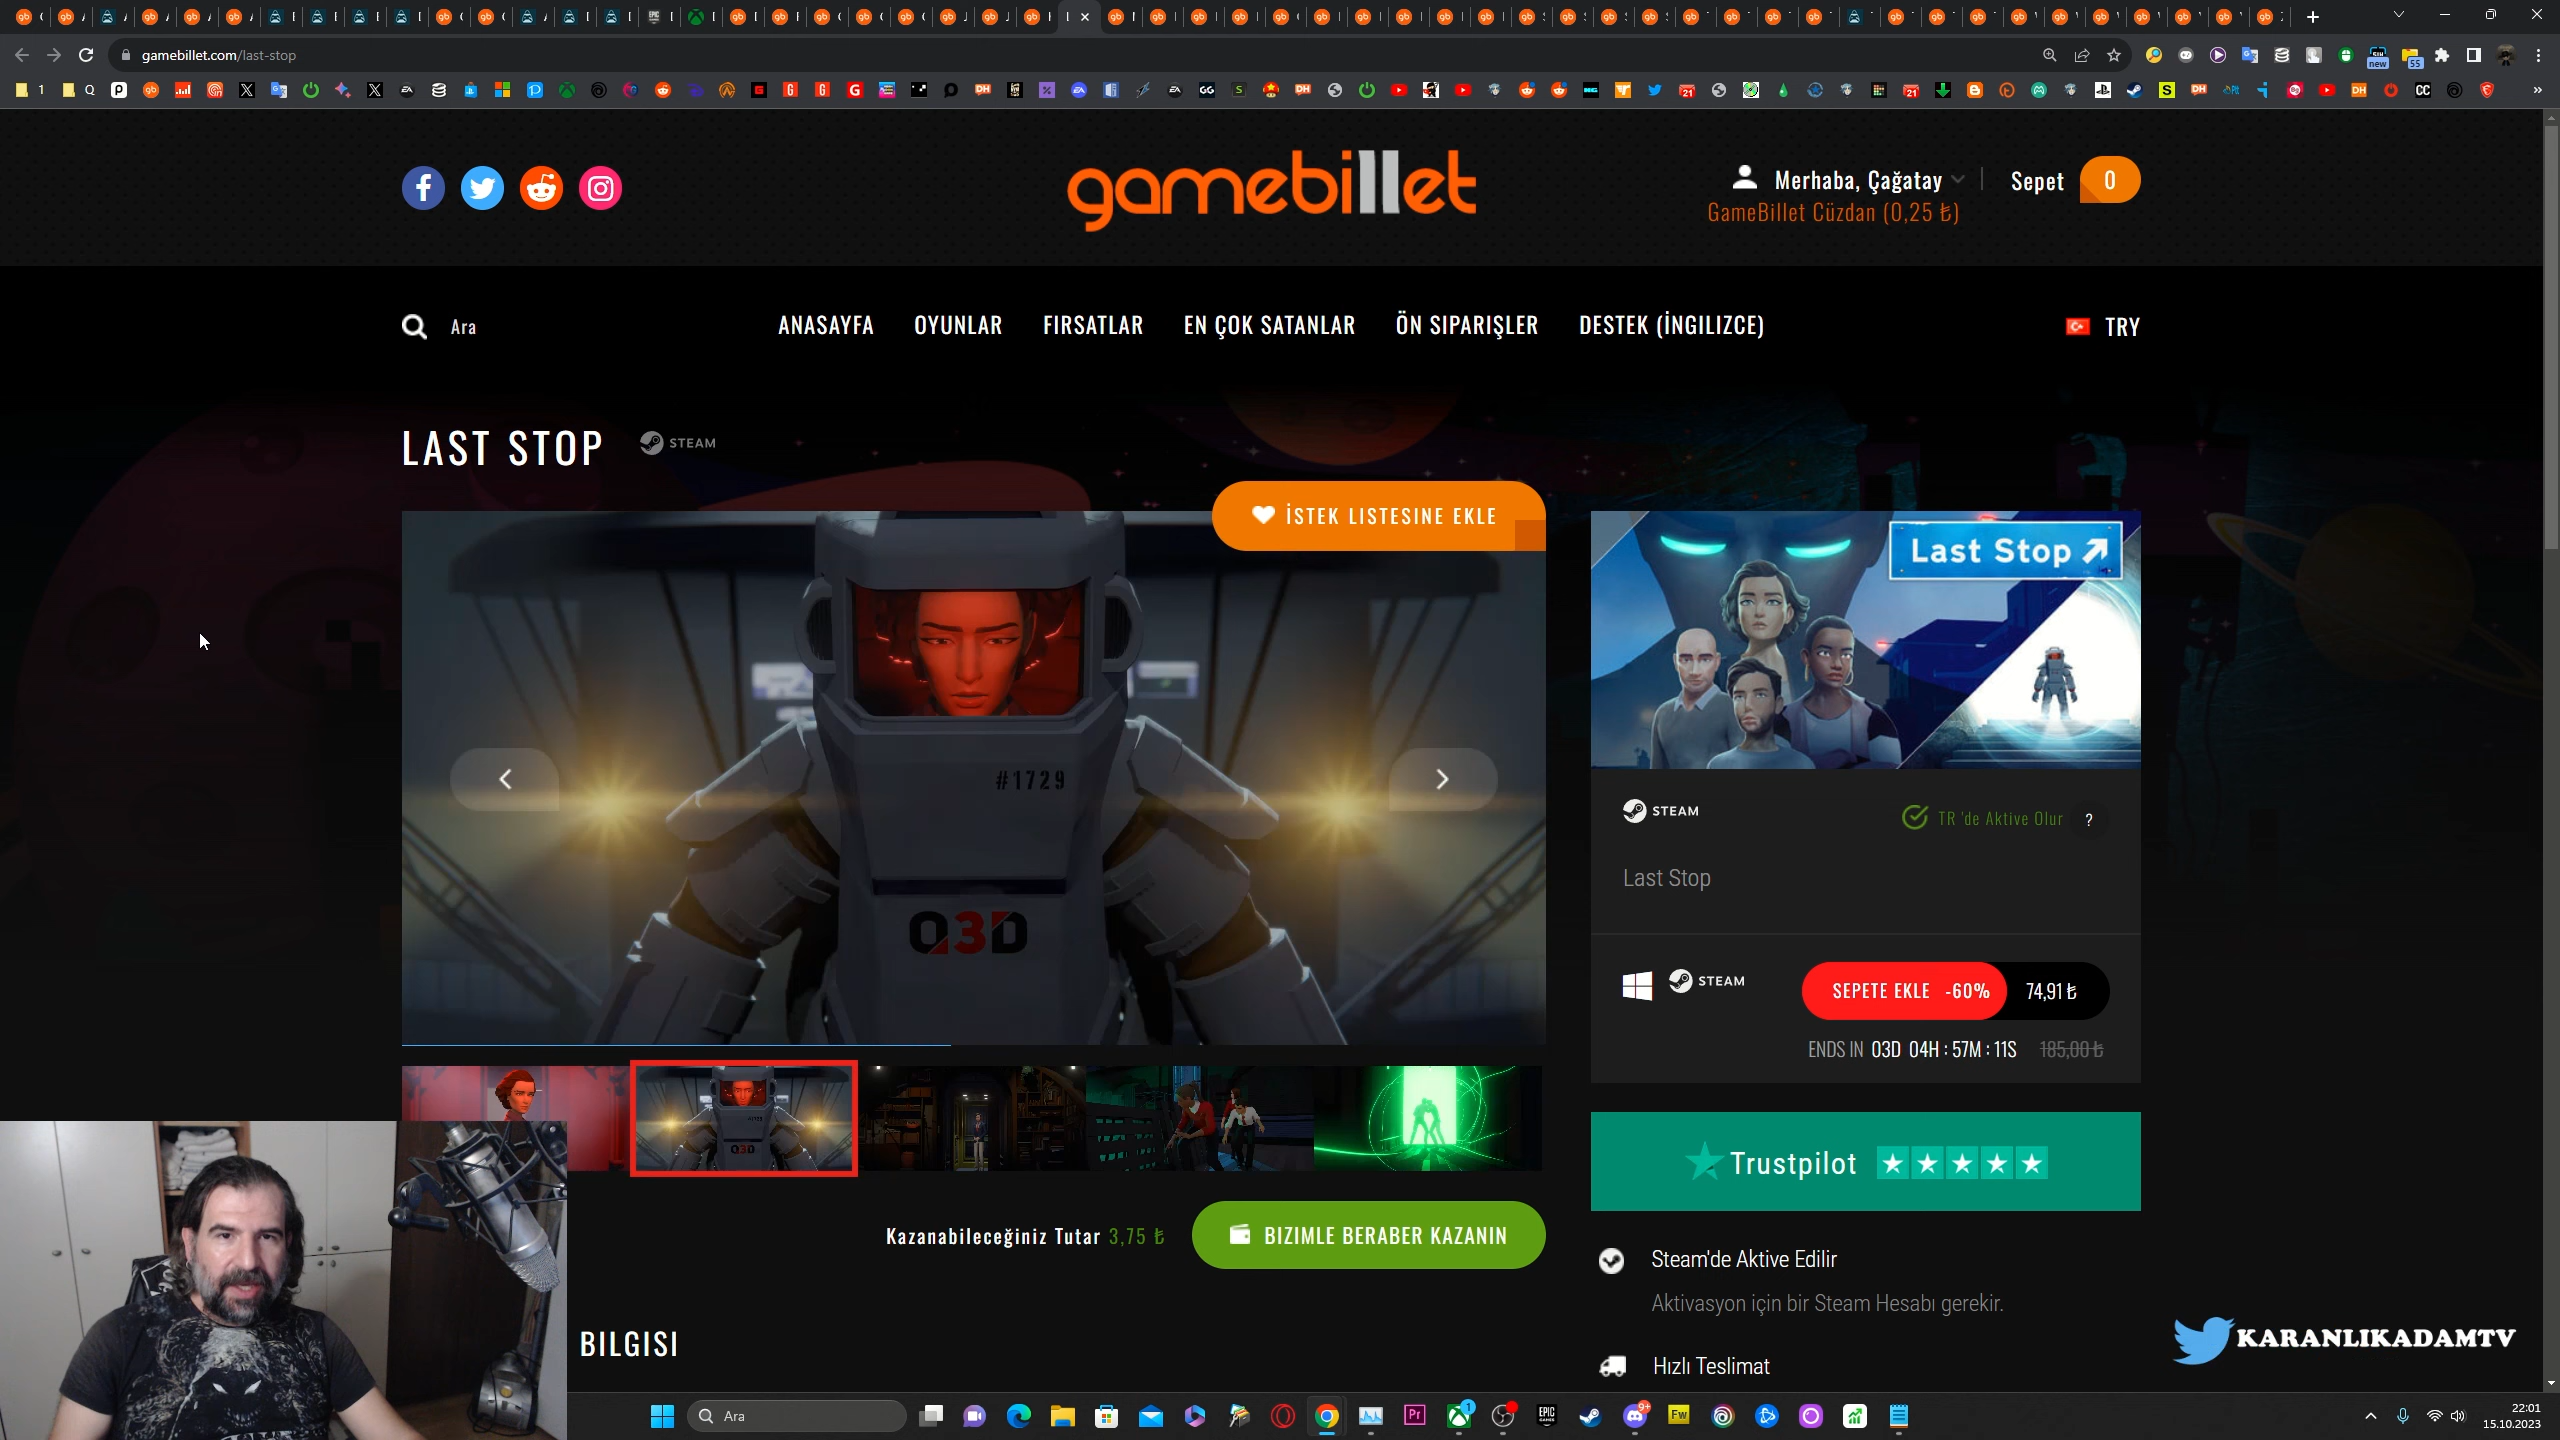 gamebillet.com/last-stop
1
Q
55
new
gamebillet
Merhaba, Çağatay
Sepet
0
GameBillet Cüzdan (0,25 ₺)
Ara
ANASAYFA
OYUNLAR
FIRSATLAR
EN ÇOK SATANLAR
ÖN SIPARIŞLER
DESTEK (İNGILIZCE)
TRY
LAST STOP
STEAM
İSTEK LISTESINE EKLE
#1729
O3D
Last Stop
STEAM
TR 'de Aktive Olur
?
Last Stop
STEAM
SEPETE EKLE -60%
74,91 ₺
ENDS IN 03D 04H : 57M : 11S
185,00 ₺
Trustpilot
Kazanabileceğiniz Tutar 3,75 ₺
BIZIMLE BERABER KAZANIN
Steam'de Aktive Edilir
Aktivasyon için bir Steam Hesabı gerekir.
BILGISI
Hızlı Teslimat
KARANLIKADAMTV
Ara
22:01
15.10.2023